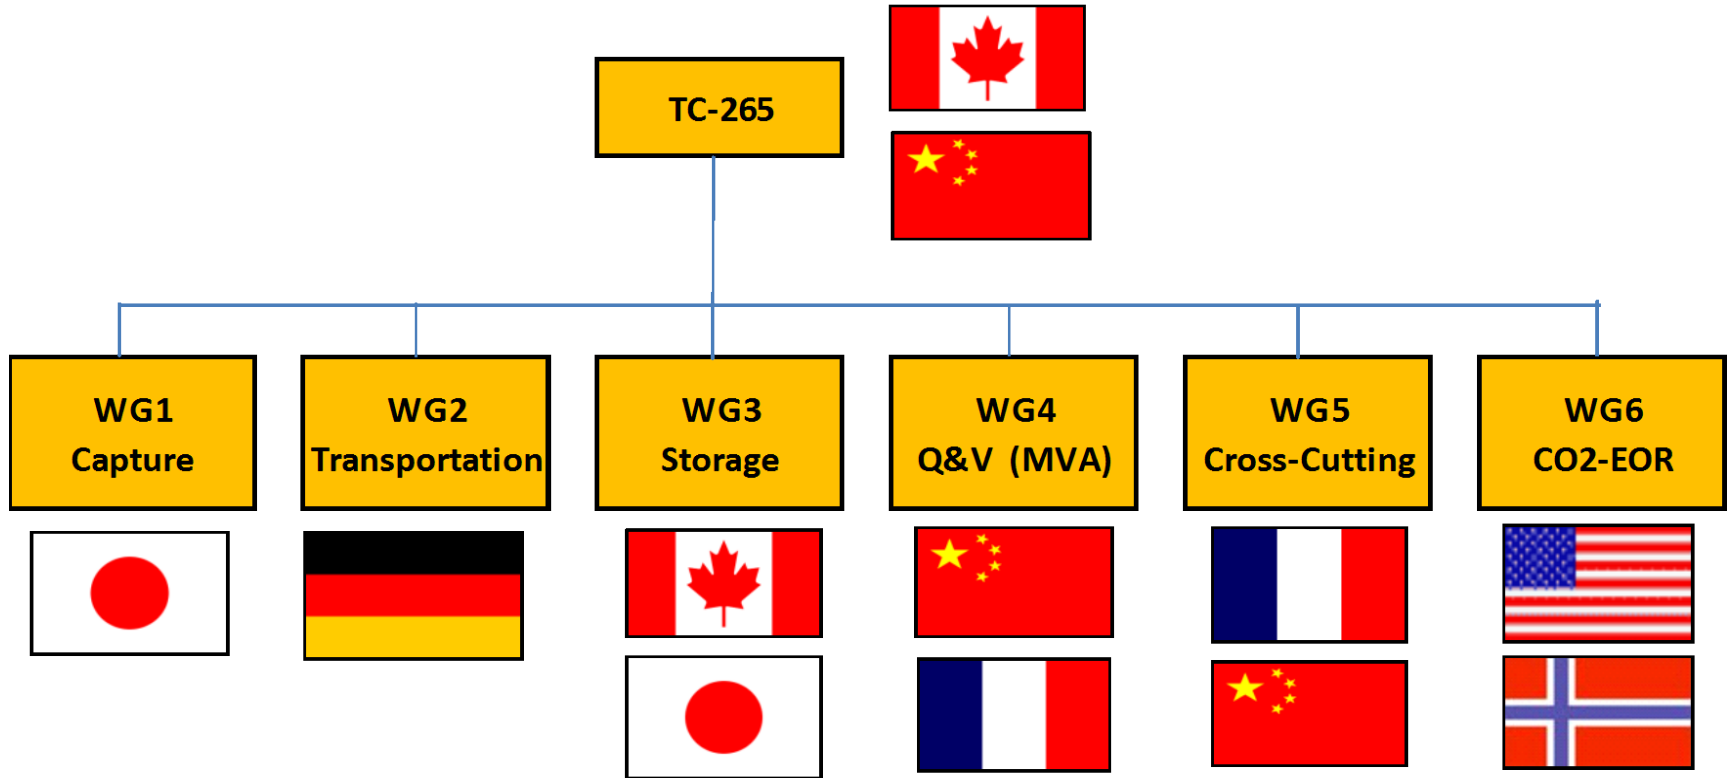 TC-265
WG1
Capture
WG2
Transportation
WG3
Storage
WG4
Q&V (MVA)
WG5
Cross-Cutting
WG6
CO2-EOR